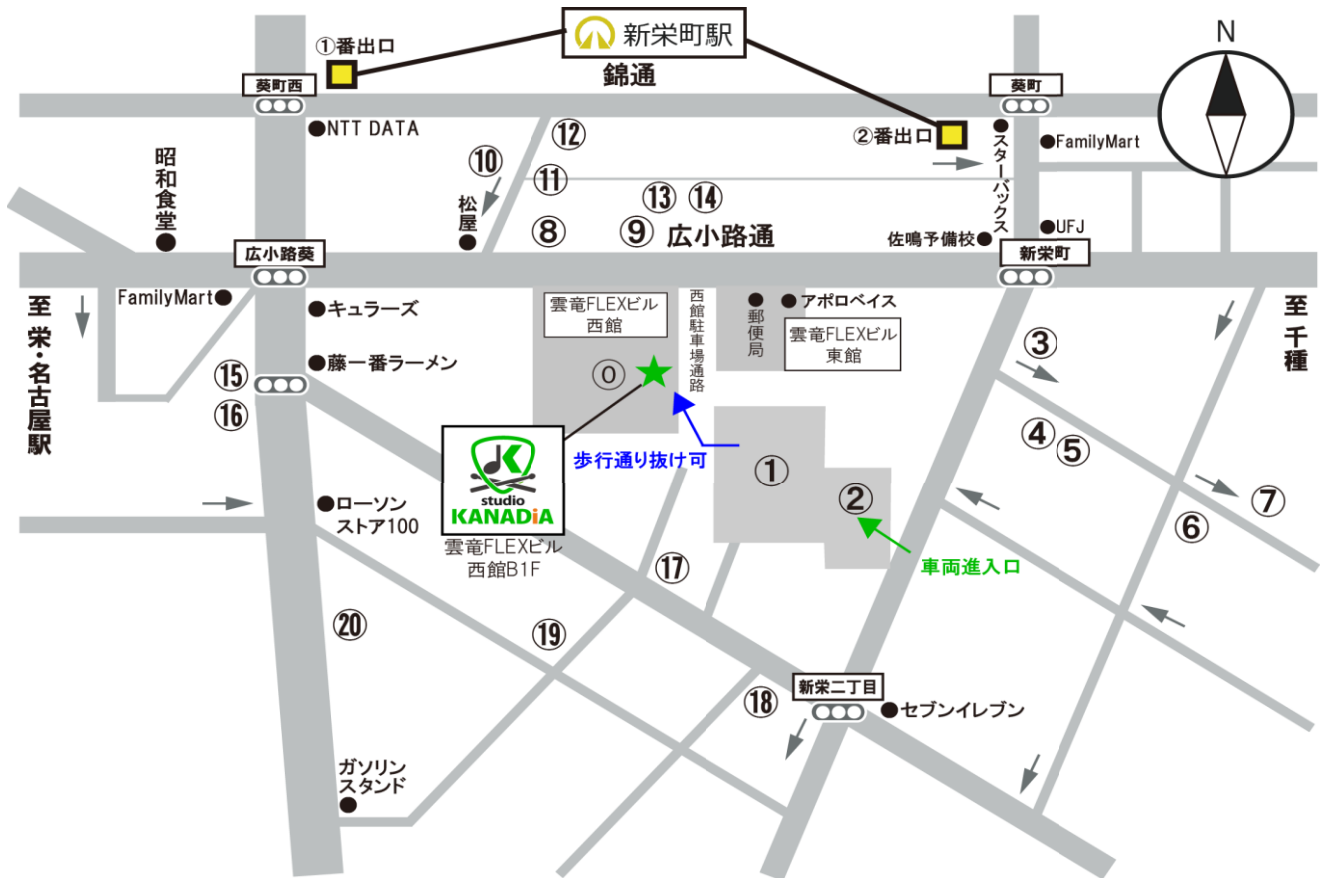 新栄町駅
N
①番出口
錦通
葵町西
葵町
NTT DATA
⑫
②番出口
FamilyMart
スターバックス
昭和食堂
⑩
⑪
松屋
⑬
⑭
⑧
⑨
広小路通
佐鳴予備校
UFJ
広小路葵
新栄町
FamilyMart
至 栄・名古屋駅
キュラーズ
雲竜FLEXビル
西館
西館駐車場通路
郵便局
アポロベイス
雲竜FLEXビル
東館
至 千種
③
藤一番ラーメン
⓪
⑮
⑯
④
⑤
K
studio
KANADiA
雲竜FLEXビル
西館B1F
歩行通り抜け可
①
②
⑦
⑥
ローソン
ストア100
車両進入口
⑰
⑳
⑲
⑱
新栄二丁目
セブンイレブン
ガソリン
スタンド